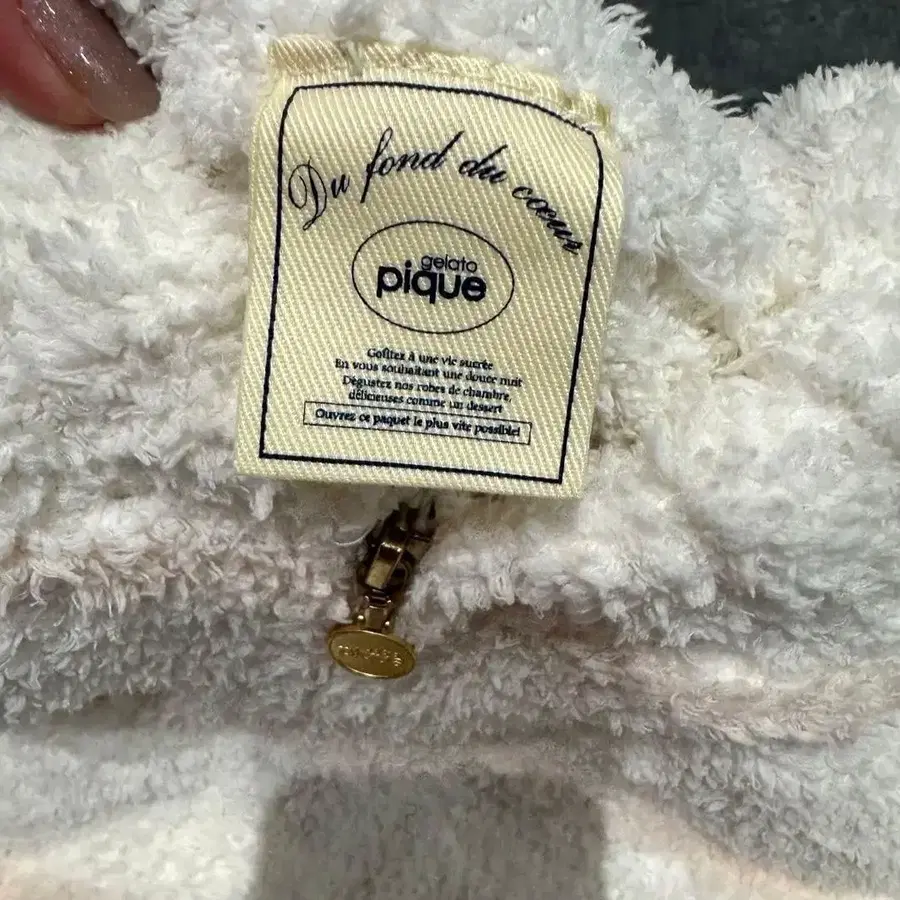 Du fond du coeur
gelato
pique
Goûtez à une vie sucrée
En vous souhaitant une douce nuit
Dégustez nos robes de chambre,
délicieuses comme un dessert
Ouvrez ce paquet le plus vite possible!